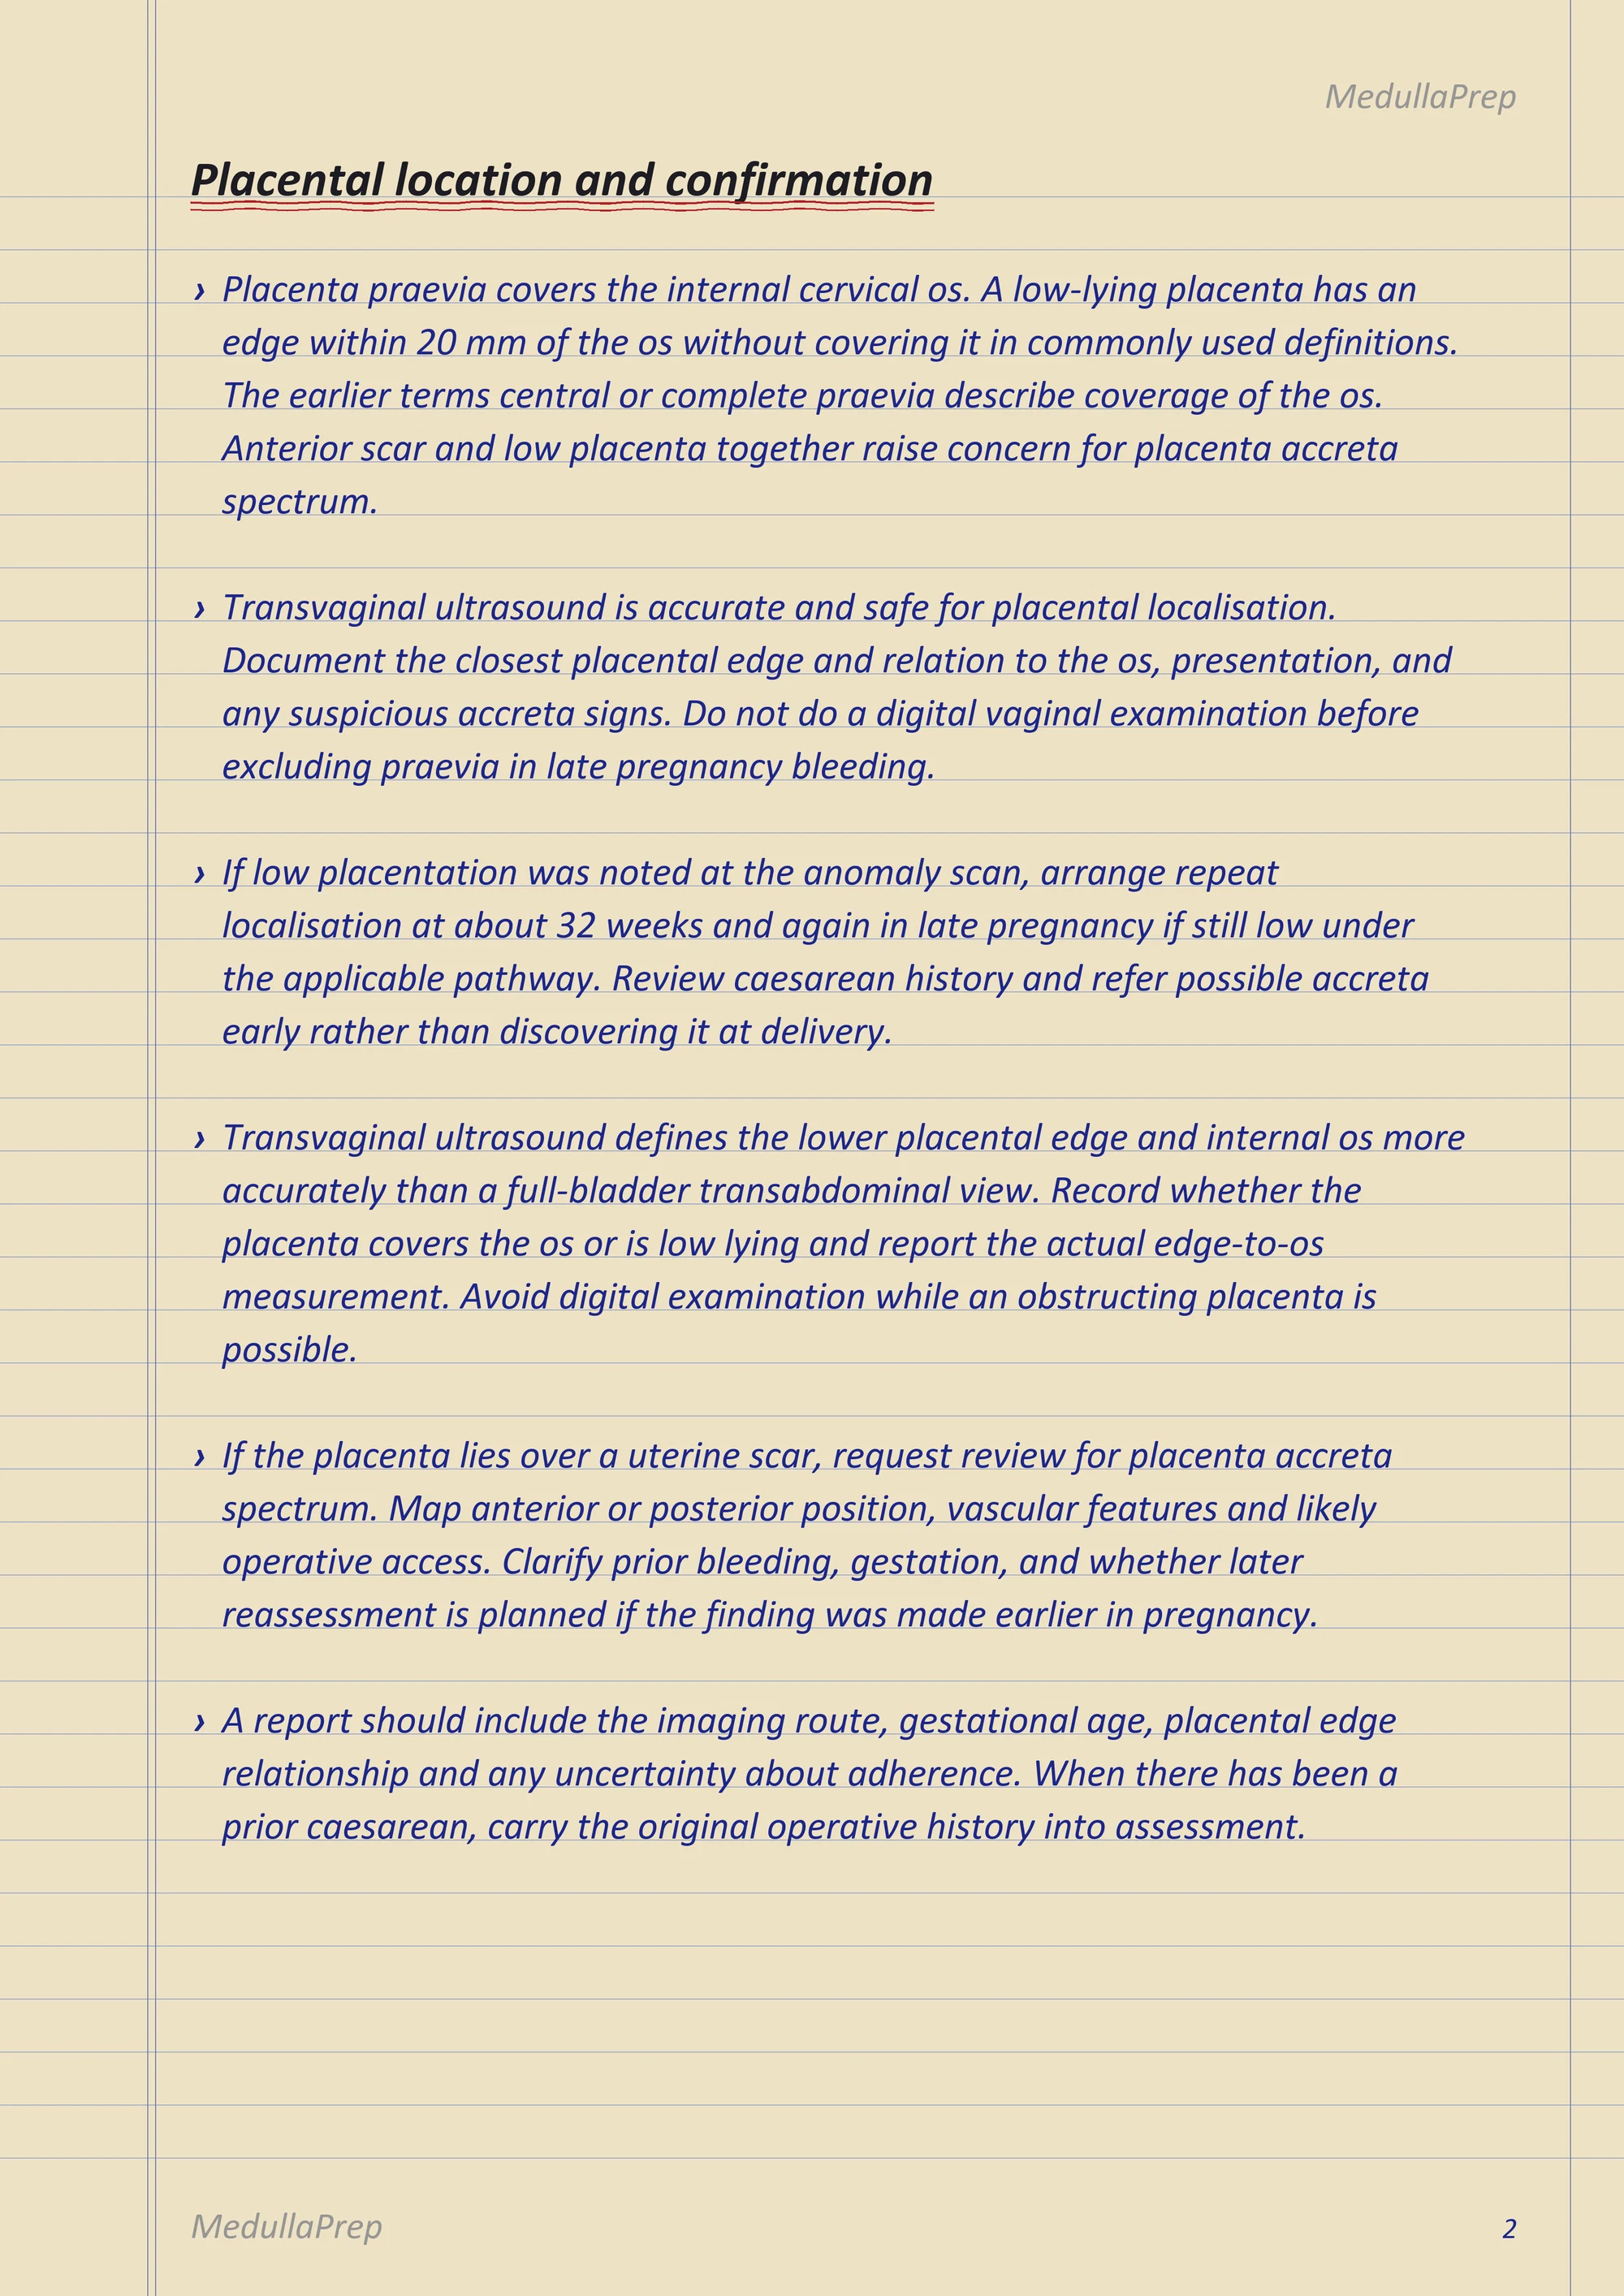 MedullaPrep
Placental location and confirmation
› Placenta praevia covers the internal cervical os. A low-lying placenta has an
edge within 20 mm of the os without covering it in commonly used definitions.
The earlier terms central or complete praevia describe coverage of the os.
Anterior scar and low placenta together raise concern for placenta accreta
spectrum.
› Transvaginal ultrasound is accurate and safe for placental localisation.
Document the closest placental edge and relation to the os, presentation, and
any suspicious accreta signs. Do not do a digital vaginal examination before
excluding praevia in late pregnancy bleeding.
› If low placentation was noted at the anomaly scan, arrange repeat
localisation at about 32 weeks and again in late pregnancy if still low under
the applicable pathway. Review caesarean history and refer possible accreta
early rather than discovering it at delivery.
› Transvaginal ultrasound defines the lower placental edge and internal os more
accurately than a full-bladder transabdominal view. Record whether the
placenta covers the os or is low lying and report the actual edge-to-os
measurement. Avoid digital examination while an obstructing placenta is
possible.
› If the placenta lies over a uterine scar, request review for placenta accreta
spectrum. Map anterior or posterior position, vascular features and likely
operative access. Clarify prior bleeding, gestation, and whether later
reassessment is planned if the finding was made earlier in pregnancy.
› A report should include the imaging route, gestational age, placental edge
relationship and any uncertainty about adherence. When there has been a
prior caesarean, carry the original operative history into assessment.
MedullaPrep
2